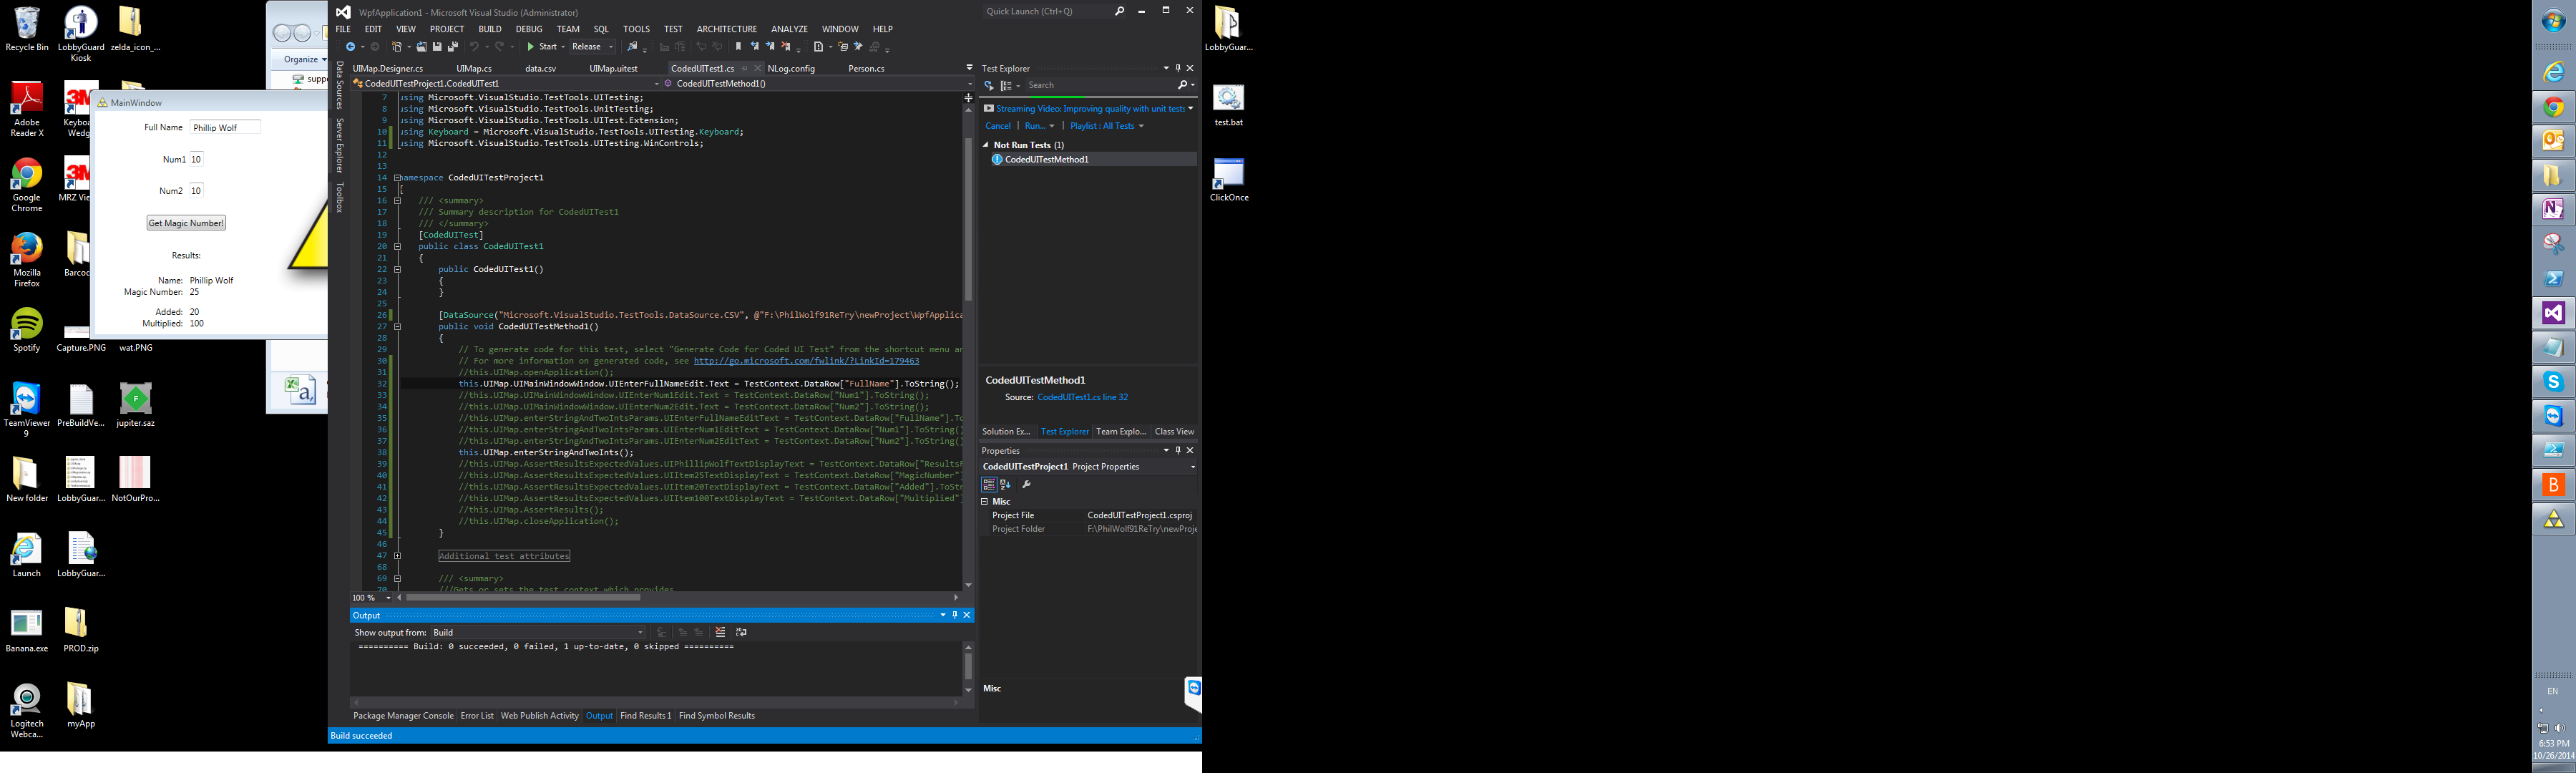 Recycle Bin
LobbyGuard Kiosk
zelda_icon_...
Adobe Reader X
Keyboa... Wedg
Google Chrome
MRZ Vie...
Mozilla Firefox
Barcoc
Spotify
Capture.PNG
wat.PNG
TeamViewer 9
PreBuildVe...
jupiter.saz
New folder
LobbyGuar...
NotOurPro...
Launch
LobbyGuar...
Banana.exe
PROD.zip
Logitech Webca...
myApp
Organize
supp
MainWindow
Full Name Phillip Wolf
Num1 10
Num2 10
Get Magic Number!
Results:
Name: Phillip Wolf
Magic Number: 25
Added: 20
Multiplied: 100
WpfApplication1 - Microsoft Visual Studio (Administrator)
Quick Launch (Ctrl+Q)
FILE EDIT VIEW PROJECT BUILD DEBUG TEAM SQL TOOLS TEST ARCHITECTURE ANALYZE WINDOW HELP
Start Release
Data Sources
Server Explorer
Toolbox
UIMap.Designer.cs UIMap.cs data.csv UIMap.uitest CodedUITest1.cs NLog.config Person.cs
CodedUITestProject1.CodedUITest1 CodedUITestMethod1()
7 using Microsoft.VisualStudio.TestTools.UITesting;
8 using Microsoft.VisualStudio.TestTools.UnitTesting;
9 using Microsoft.VisualStudio.TestTools.UITest.Extension;
10 using Keyboard = Microsoft.VisualStudio.TestTools.UITesting.Keyboard;
11 using Microsoft.VisualStudio.TestTools.UITesting.WinControls;
12
13
14 namespace CodedUITestProject1
15 {
16 /// <summary>
17 /// Summary description for CodedUITest1
18 /// </summary>
19 [CodedUITest]
20 public class CodedUITest1
21 {
22 public CodedUITest1()
23 {
24 }
25
26 [DataSource("Microsoft.VisualStudio.TestTools.DataSource.CSV", @"F:\PhilWolf91ReTry\newProject\WpfApplica
27 public void CodedUITestMethod1()
28 {
29 // To generate code for this test, select "Generate Code for Coded UI Test" from the shortcut menu an
30 // For more information on generated code, see http://go.microsoft.com/fwlink/?LinkId=179463
31 //this.UIMap.openApplication();
32 this.UIMap.UIMainWindowWindow.UIEnterFullNameEdit.Text = TestContext.DataRow["FullName"].ToString();
33 //this.UIMap.UIMainWindowWindow.UIEnterNum1Edit.Text = TestContext.DataRow["Num1"].ToString();
34 //this.UIMap.UIMainWindowWindow.UIEnterNum2Edit.Text = TestContext.DataRow["Num2"].ToString();
35 //this.UIMap.enterStringAndTwoIntsParams.UIEnterFullNameEditText = TestContext.DataRow["FullName"].To
36 //this.UIMap.enterStringAndTwoIntsParams.UIEnterNum1EditText = TestContext.DataRow["Num1"].ToString()
37 //this.UIMap.enterStringAndTwoIntsParams.UIEnterNum2EditText = TestContext.DataRow["Num2"].ToString()
38 this.UIMap.enterStringAndTwoInts();
39 //this.UIMap.AssertResultsExpectedValues.UIPhillipWolfTextDisplayText = TestContext.DataRow["Results
40 //this.UIMap.AssertResultsExpectedValues.UIItem25TextDisplayText = TestContext.DataRow["MagicNumber"]
41 //this.UIMap.AssertResultsExpectedValues.UIItem20TextDisplayText = TestContext.DataRow["Added"].ToStr
42 //this.UIMap.AssertResultsExpectedValues.UIItem100TextDisplayText = TestContext.DataRow["Multiplied"]
43 //this.UIMap.AssertResults();
44 //this.UIMap.closeApplication();
45 }
46
47 Additional test attributes
68
69 /// <summary>
70 ///Gets or sets the test context which provides
100 %
Output
Show output from: Build
========== Build: 0 succeeded, 0 failed, 1 up-to-date, 0 skipped ==========
Package Manager Console Error List Web Publish Activity Output Find Results 1 Find Symbol Results
Build succeeded
Test Explorer
Search
Streaming Video: Improving quality with unit tests
Cancel | Run... | Playlist : All Tests
Not Run Tests (1)
CodedUITestMethod1
CodedUITestMethod1
Source: CodedUITest1.cs line 32
Solution Ex... Test Explorer Team Explo... Class View
Properties
CodedUITestProject1 Project Properties
Misc
Project File CodedUITestProject1.csproj
Project Folder F:\PhilWolf91ReTry\newProje
Misc
LobbyGuar...
test.bat
ClickOnce
EN
6:53 PM
10/26/2014